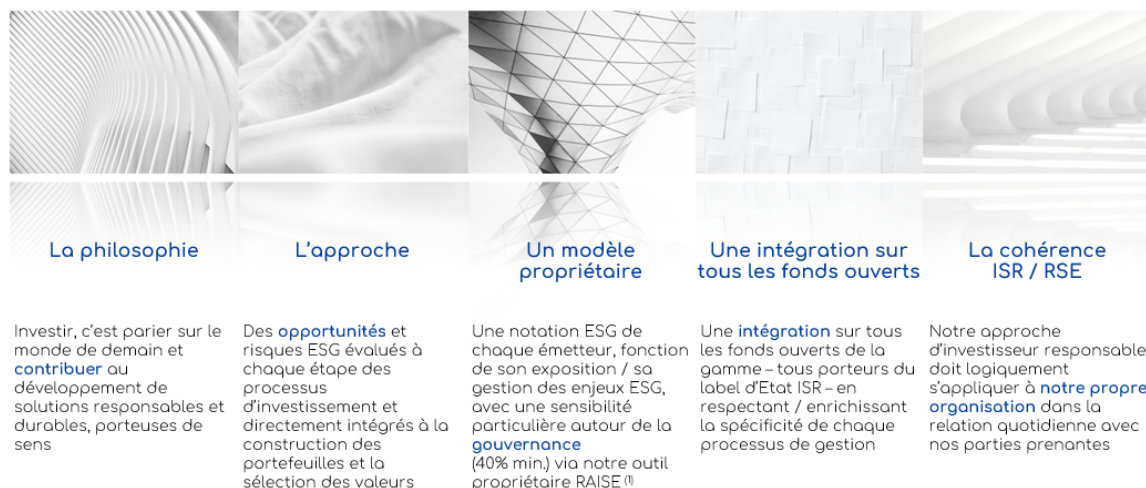 La philosophie
Investir, c'est parier sur le
monde de demain et
contribuer au
développement de
solutions responsables et
durables, porteuses de
sens
L'approche
Des opportunités et
risques ESG évalués à
chaque étape des
processus
d'investissement et
directement intégrés à la
construction des
portefeuilles et la
sélection des valeurs
Un modèle
propriétaire
Une notation ESG de
chaque émetteur, fonction
de son exposition / sa
gestion des enjeux ESG,
avec une sensibilité
particulière autour de la
gouvernance
(40% min.) via notre outil
propriétaire RAISE (1)
Une intégration sur
tous les fonds ouverts
Une intégration sur tous
les fonds ouverts de la
gamme – tous porteurs du
label d'Etat ISR – en
respectant / enrichissant
la spécificité de chaque
processus de gestion
La cohérence
ISR / RSE
Notre approche
d'investisseur responsable
doit logiquement
s'appliquer à notre propre
organisation dans la
relation quotidienne avec
nos parties prenantes